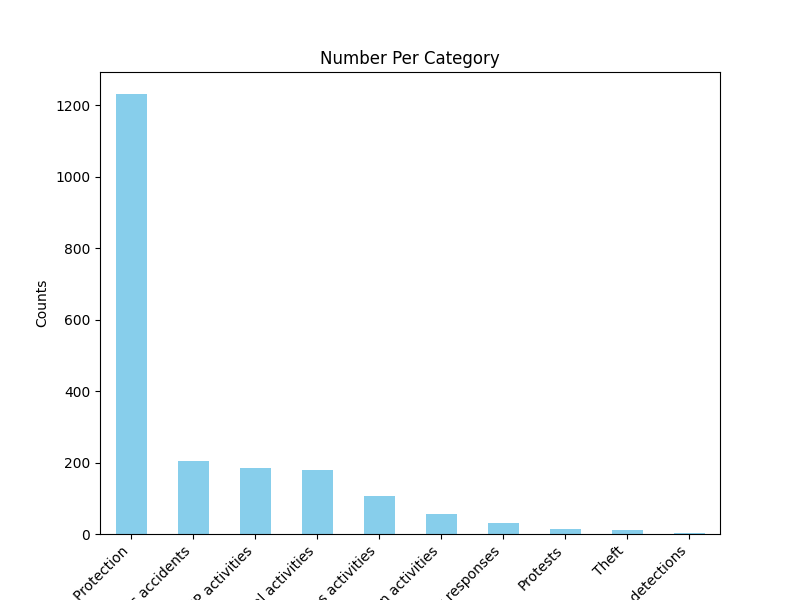 Number Per Category
Counts
1200
1000
800
600
400
200
0
Protection
accidents
activities
activities
activities
activities
responses
Protests
Theft
detections